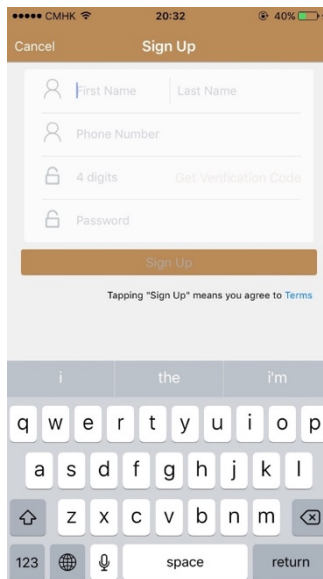 CMHK 20:32 40%
Cancel Sign Up
First Name Last Name
Phone Number
4 digits Get Verification Code
Password
Sign Up
Tapping "Sign Up" means you agree to Terms
i the i'm
q w e r t y u i o p
a s d f g h j k l
z x c v b n m
123 space return